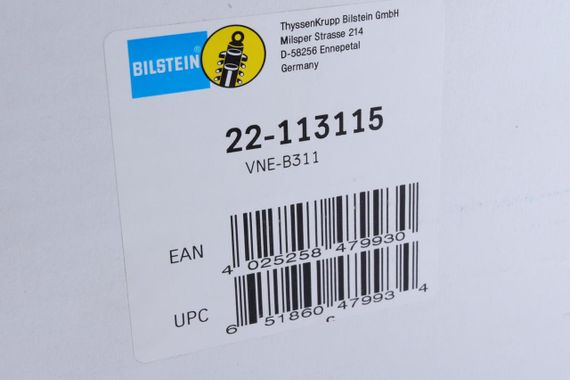 BILSTEIN®
ThyssenKrupp Bilstein GmbH
Milsper Strasse 214
D-58256 Ennepetal
Germany
22-113115
VNE-B311
EAN
4 025258 479930
UPC
6 51860 47993 4